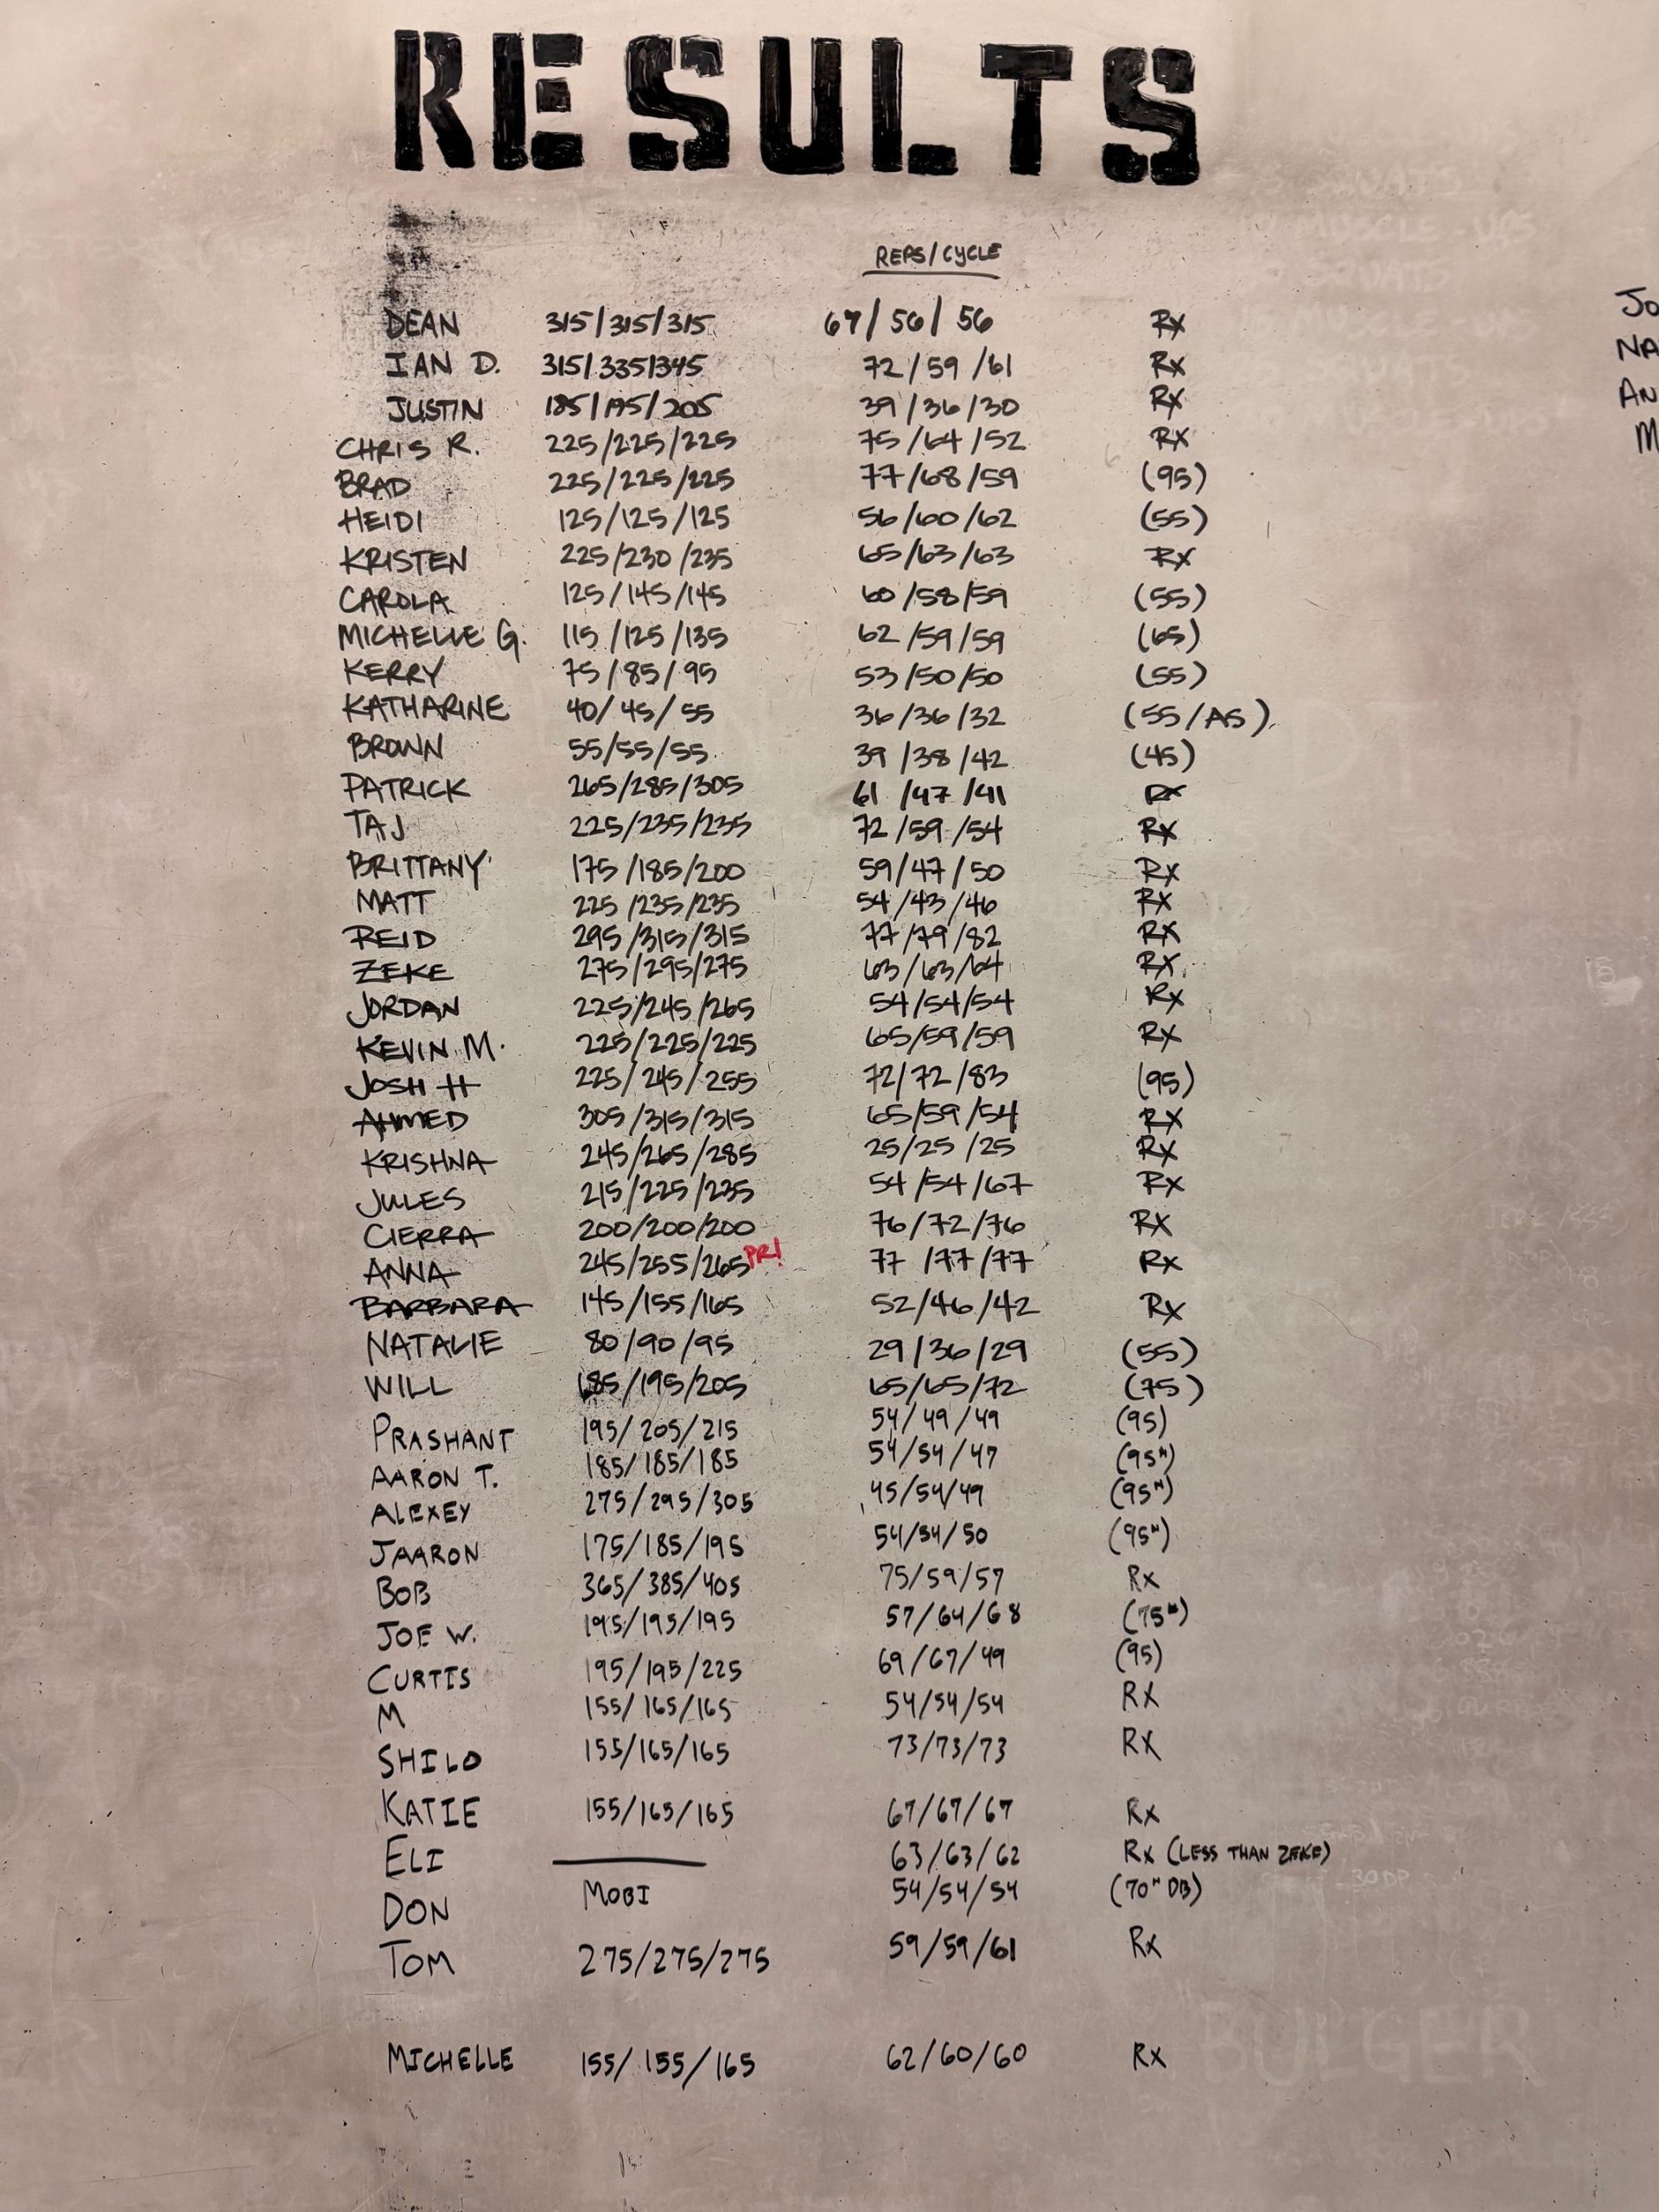 RESULTS
REPS/CYCLE
DEAN 315/315/315 67/56/56 Rx
IAN D. 315/335/345 72/59/61 Rx
JUSTIN 185/195/205 39/36/30 Rx
CHRIS R. 225/225/225 75/64/52 Rx
BRAD 225/225/225 77/68/59 (95)
HEIDI 125/125/125 56/60/62 (55)
KRISTEN 225/230/235 65/63/63 Rx
CAROLA 125/145/145 60/58/59 (55)
MICHELLE G. 115/125/135 62/59/59 (65)
KERRY 75/85/95 53/50/50 (55)
KATHARINE 40/45/55 36/36/32 (55/AS)
BROWN 55/55/55 39/38/42 (45)
PATRICK 265/285/305 61/47/41 Rx
TAJ 225/235/235 72/59/54 Rx
BRITTANY 175/185/200 59/47/50 Rx
MATT 225/235/235 54/43/46 Rx
REID 295/315/315 77/79/82 Rx
ZEKE 275/295/275 63/63/64 Rx
JORDAN 225/245/265 54/54/54 Rx
KEVIN M. 225/225/225 65/59/59 Rx
JOSH H 225/245/255 72/72/83 (95)
AHMED 305/315/315 65/59/54 Rx
KRISHNA 245/265/285 25/25/25 Rx
JULES 215/225/235 54/54/67 Rx
CIERRA 200/200/200 76/72/76 Rx
ANNA 245/255/265 PR! 77/77/77 Rx
BARBARA 145/155/165 52/46/42 Rx
NATALIE 80/90/95 29/36/29 (55)
WILL 185/195/205 65/65/72 (75)
PRASHANT 195/205/215 54/49/49 (95)
AARON T. 185/185/185 54/54/47 (95#)
ALEXEY 275/295/305 45/54/49 (95#)
JAARON 175/185/195 54/54/50 (95#)
BOB 365/385/405 75/59/57 Rx
JOE W. 195/195/195 57/64/68 (75#)
CURTIS 195/195/225 69/67/49 (95)
M 155/165/165 54/54/54 RX
SHILO 155/165/165 73/73/73 RX
KATIE 155/165/165 67/67/67 Rx
ELI 63/63/62 Rx (LESS THAN ZEKE)
DON MOBI 54/54/54 (70# DB)
TOM 275/275/275 59/59/61 Rx
MICHELLE 155/155/165 62/60/60 Rx
JO
NA
AN
M
BULGER